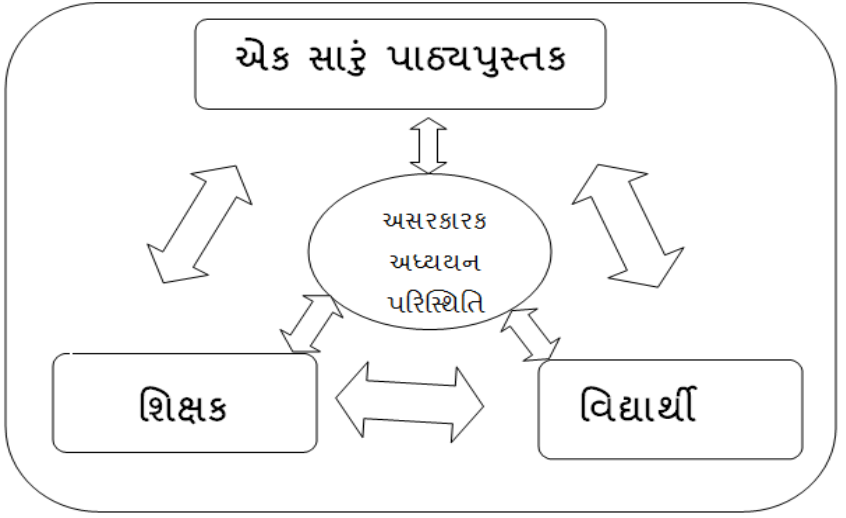 એક સારું પાઠ્યપુસ્તક
અસરકારક
અધ્યયન
પરિસ્થિતિ
શિક્ષક
વિદ્યાર્થી